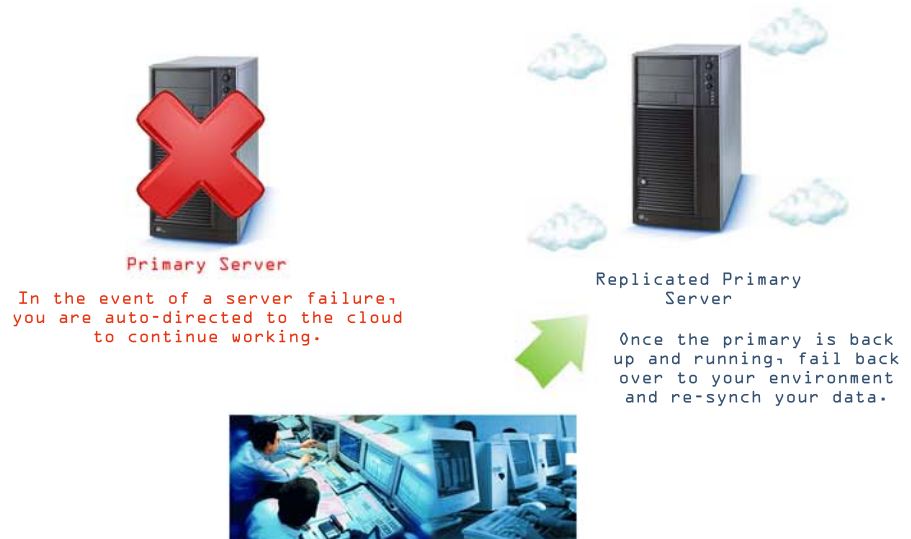 Primary Server
In the event of a server failure,
you are auto-directed to the cloud
to continue working.
Replicated Primary
Server
Once the primary is back
up and running, fail back
over to your environment
and re-synch your data.